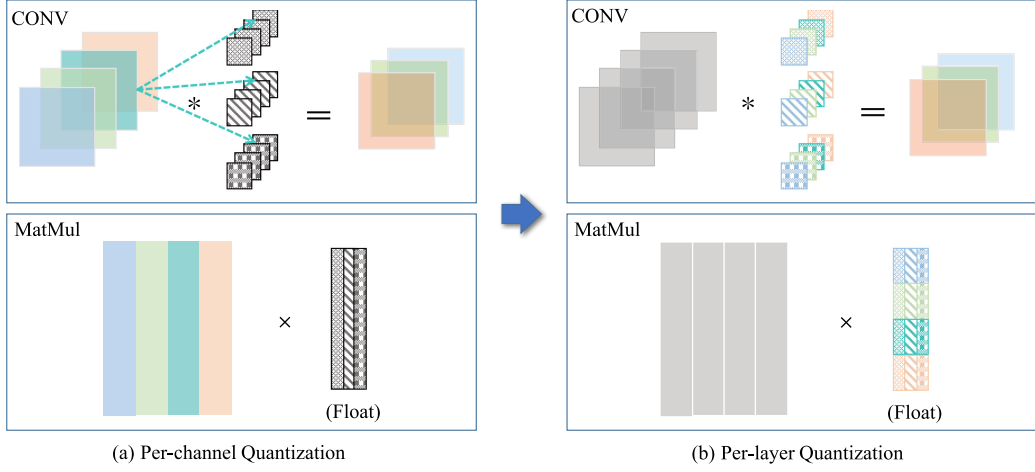 CONV
*
=
MatMul
×
(Float)
(a) Per-channel Quantization
CONV
*
=
MatMul
×
(Float)
(b) Per-layer Quantization